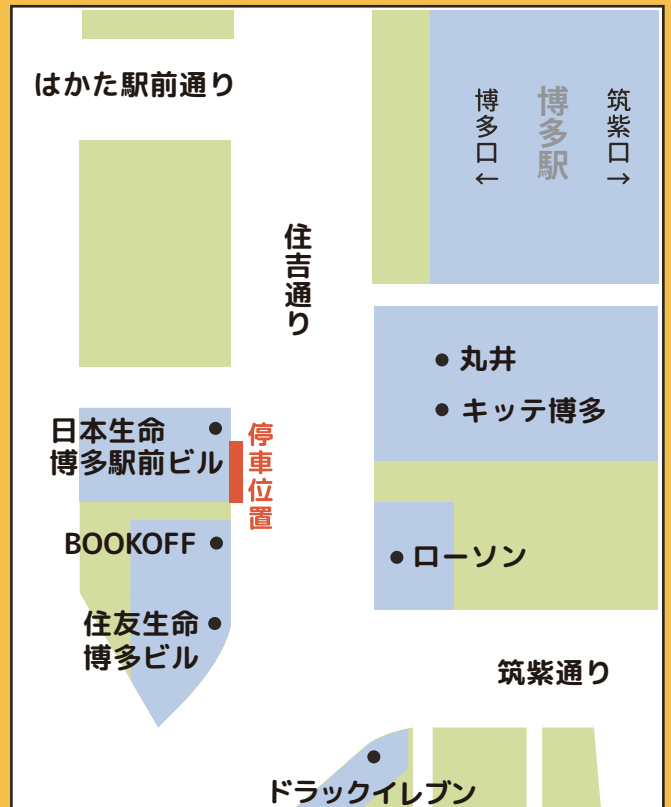 はかた駅前通り
博多口←
博多駅
筑紫口→
住吉通り
丸井
キッテ博多
日本生命
博多駅前ビル
停車位置
BOOKOFF
ローソン
住友生命
博多ビル
筑紫通り
ドラックイレブン